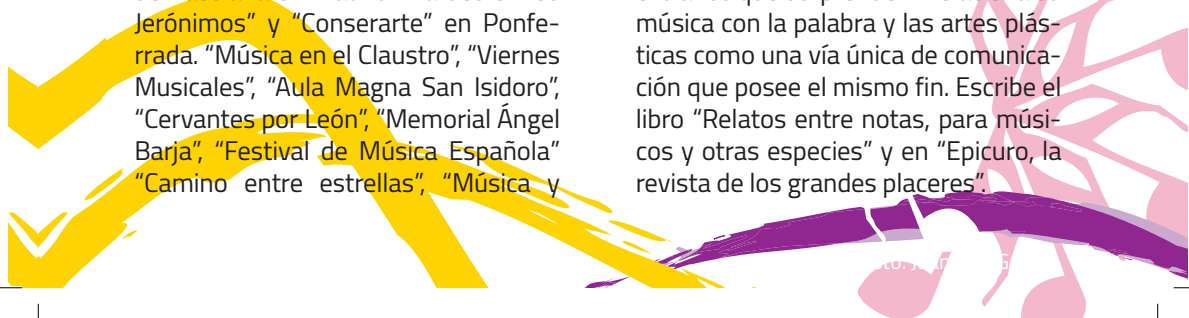 Jerónimos” y “Conserarte” en Ponfe-
rrada. “Música en el Claustro”, “Viernes
Musicales”, “Aula Magna San Isidoro”,
“Cervantes por León”, “Memorial Ángel
Barja”, “Festival de Música Española”
“Camino entre estrellas”, “Música y
música con la palabra y las artes plás-
ticas como una vía única de comunica-
ción que posee el mismo fin. Escribe el
libro “Relatos entre notas, para músi-
cos y otras especies” y en “Epicuro, la
revista de los grandes placeres”.